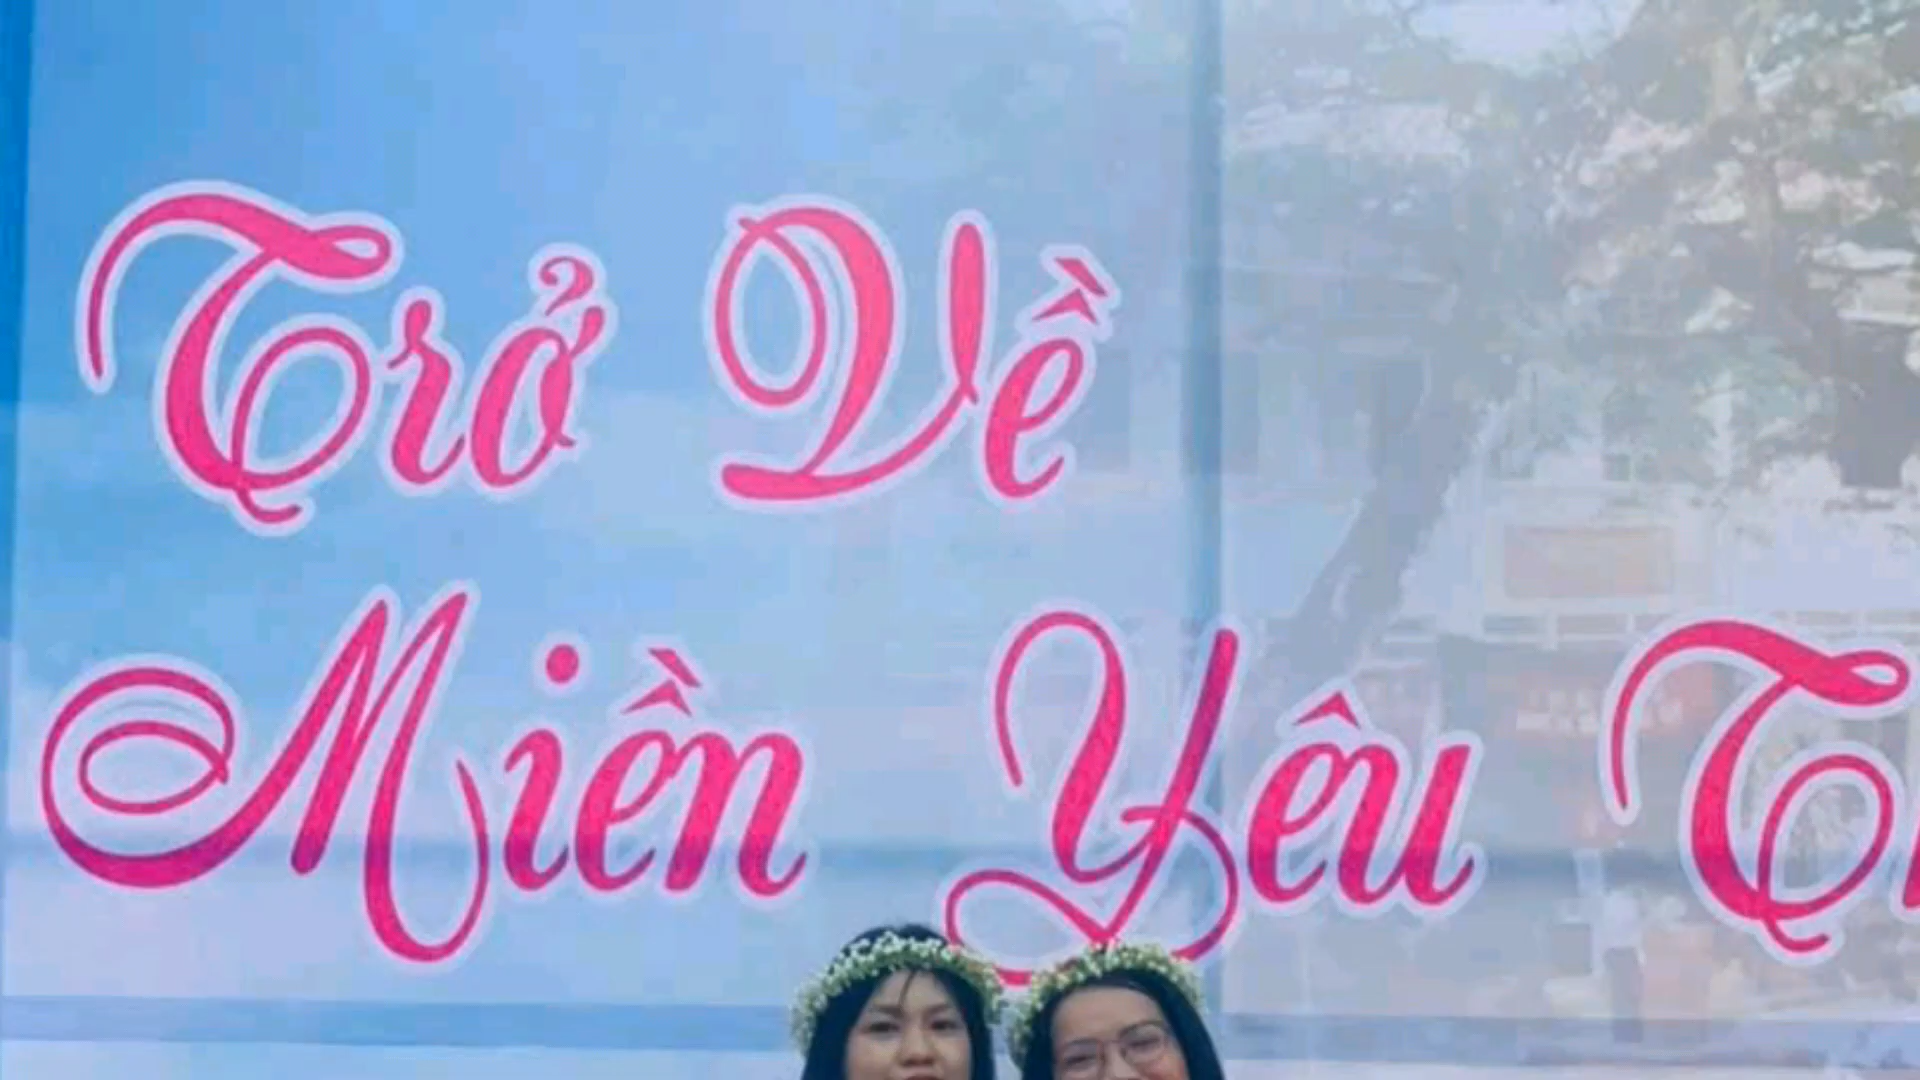 Trở Về
Miền Yêu